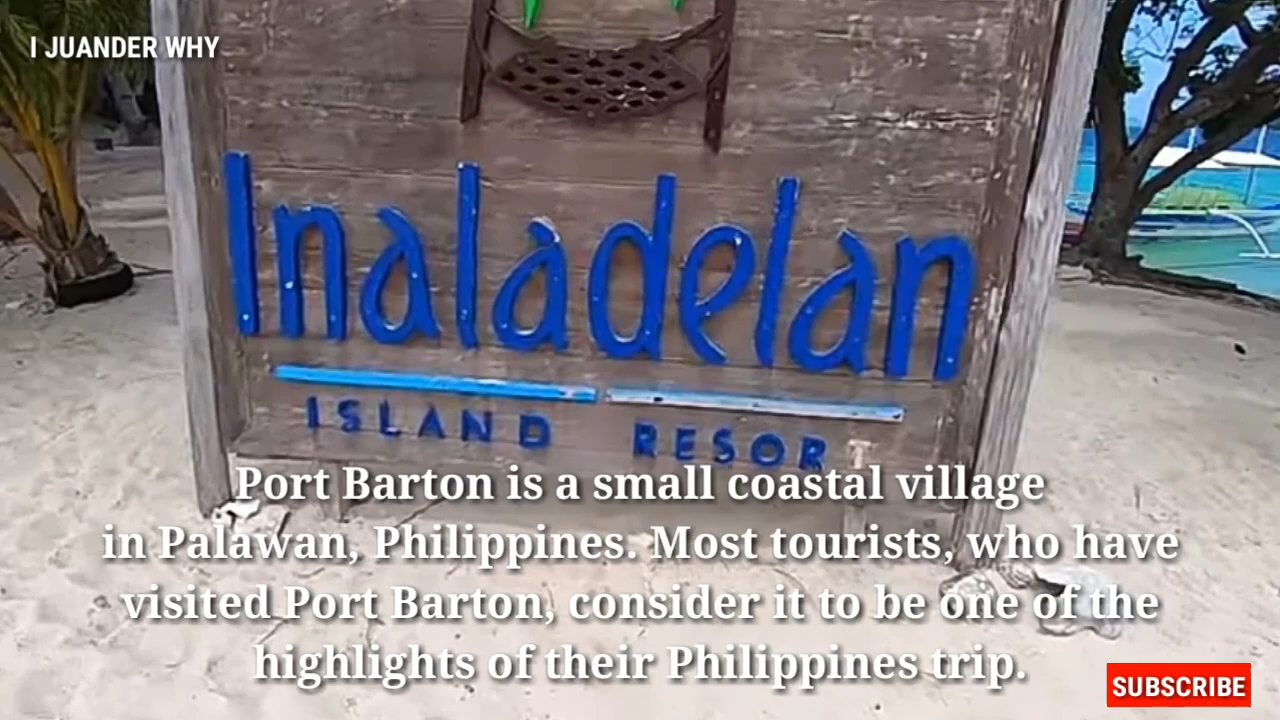 I JUANDER WHY
Inaladelan
ISLAND RESORT
Port Barton is a small coastal village
in Palawan, Philippines. Most tourists, who have
visited Port Barton, consider it to be one of the
highlights of their Philippines trip.
SUBSCRIBE